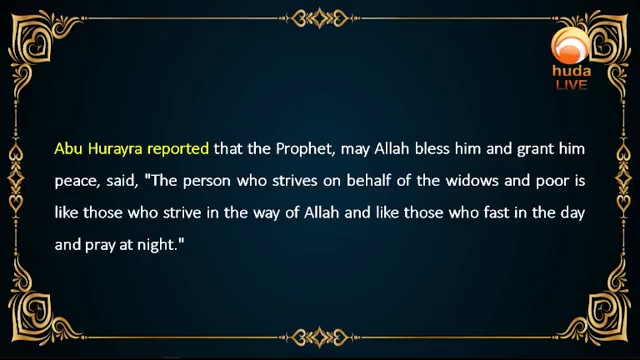 huda
LIVE
Abu Hurayra reported that the Prophet, may Allah bless him and grant him
peace, said, "The person who strives on behalf of the widows and poor is
like those who strive in the way of Allah and like those who fast in the day
and pray at night."